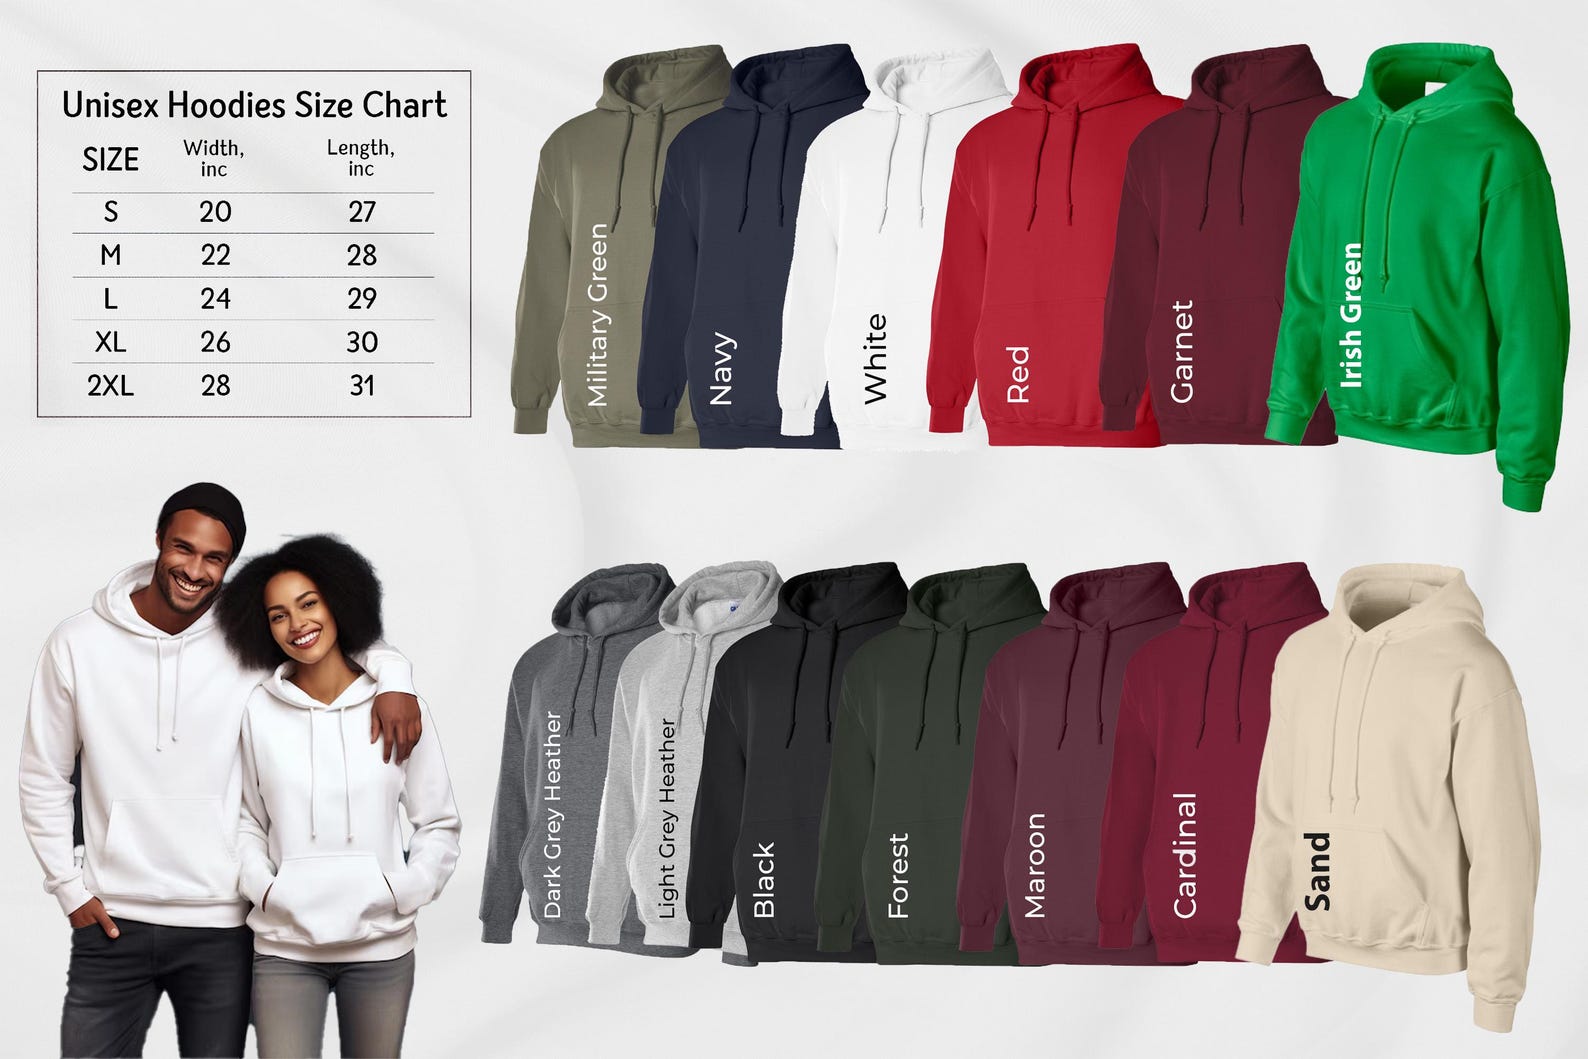 Unisex Hoodies Size Chart
SIZE Width, inc Length, inc
S 20 27
M 22 28
L 24 29
XL 26 30
2XL 28 31
Military Green
Navy
White
Red
Garnet
Irish Green
Dark Grey Heather
Light Grey Heather
Black
Forest
Maroon
Cardinal
Sand